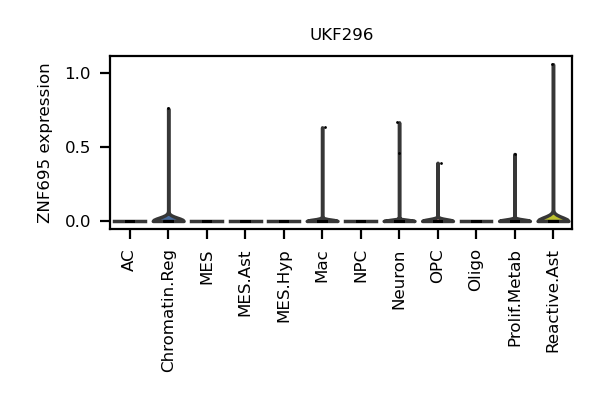 UKF296
ZNF695 expression
1.0
0.5
0.0
AC
Chromatin.Reg
MES
MES.Ast
MES.Hyp
Mac
NPC
Neuron
OPC
Oligo
Prolif.Metab
Reactive.Ast